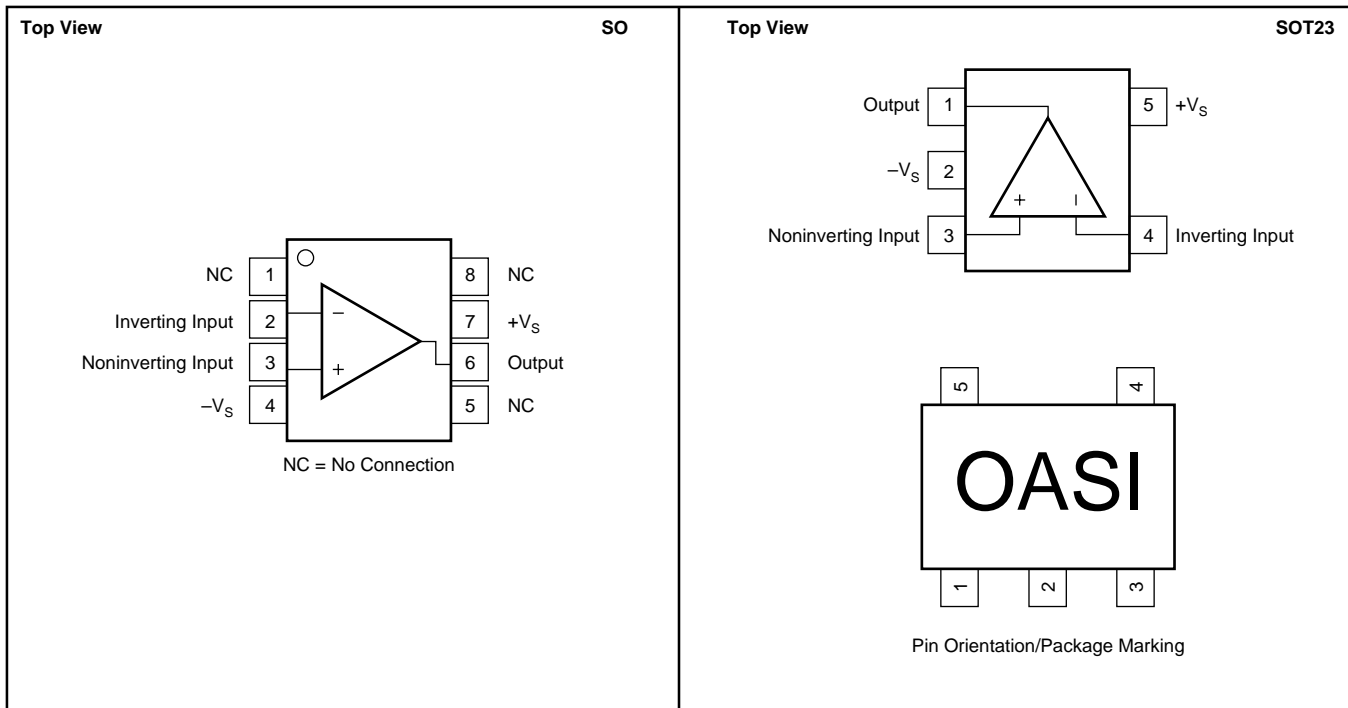 Top View SO
NC 1 8 NC
Inverting Input 2 − 7 +VS
Noninverting Input 3 + 6 Output
–VS 4 5 NC
NC = No Connection
Top View SOT23
Output 1 5 +VS
–VS 2
+ −
Noninverting Input 3 4 Inverting Input
5 4
OASI
1 2 3
Pin Orientation/Package Marking